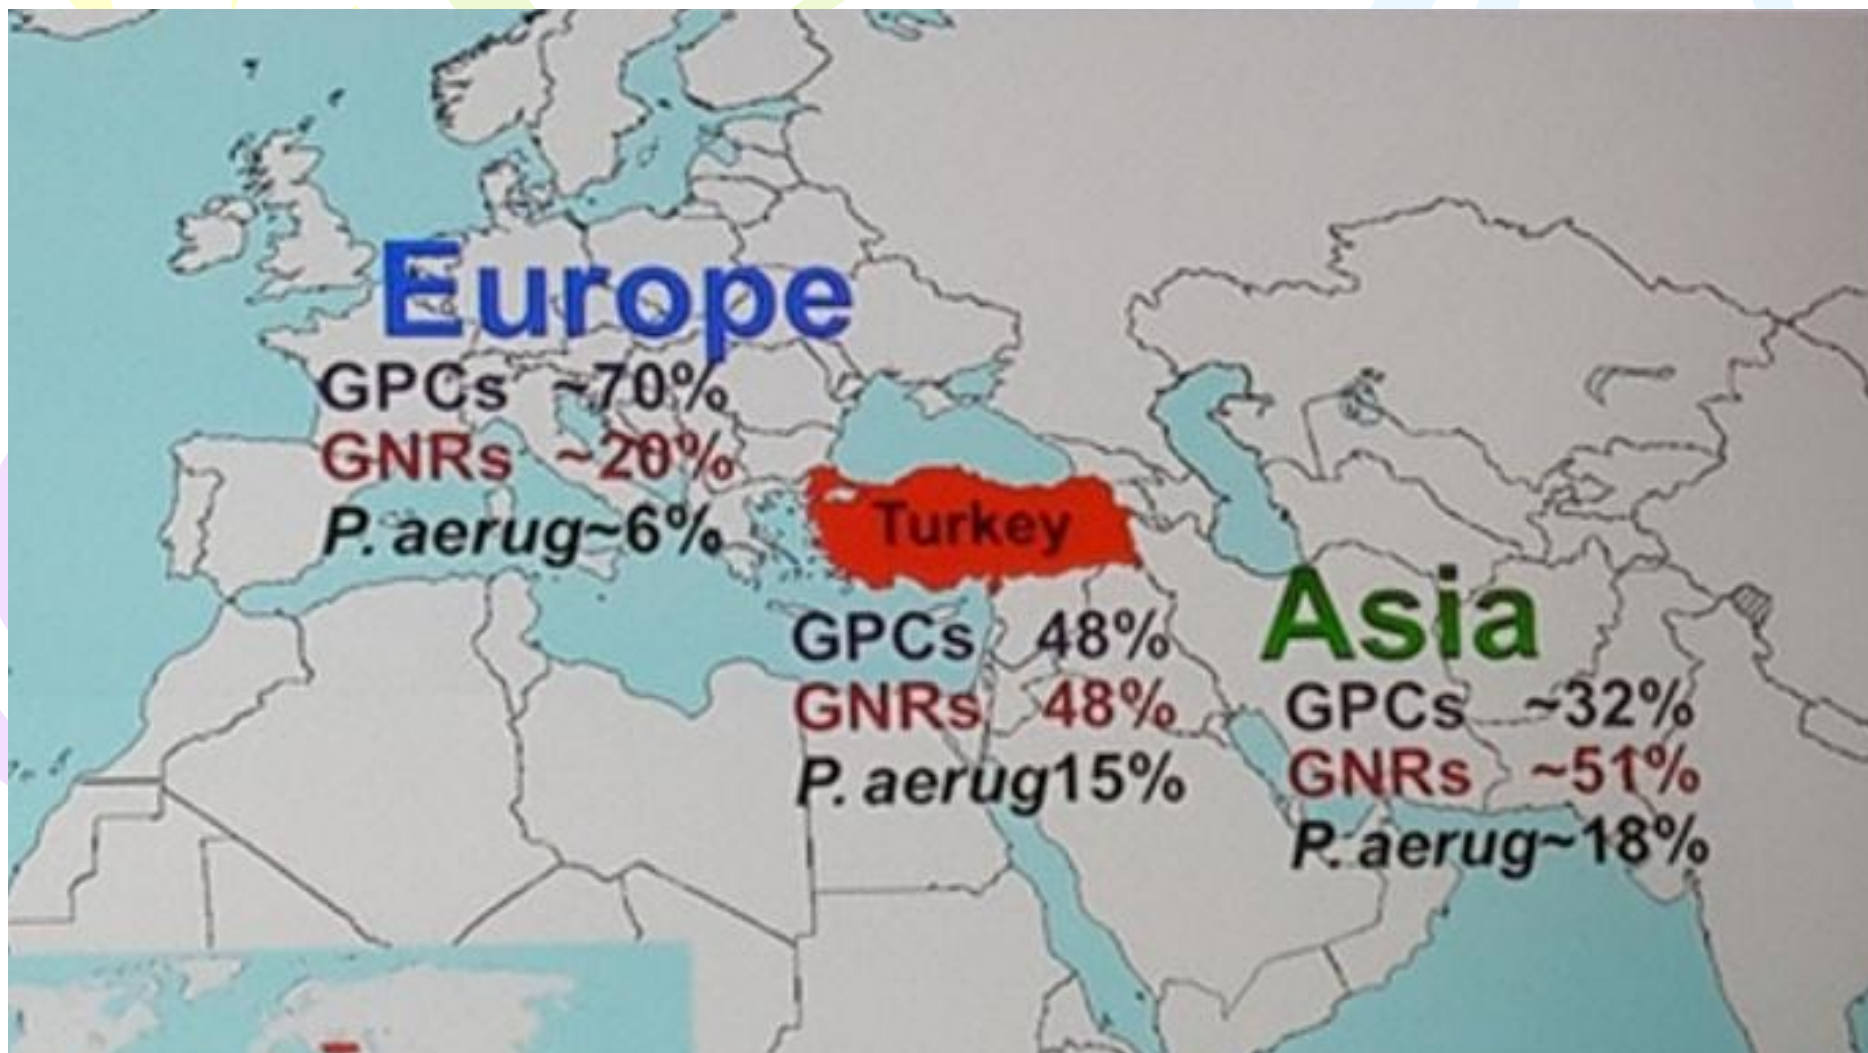 Europe
GPCs ~70%
GNRs ~20%
P. aerug~6%
Turkey
GPCs 48%
GNRs 48%
P. aerug15%
Asia
GPCs ~32%
GNRs ~51%
P. aerug~18%